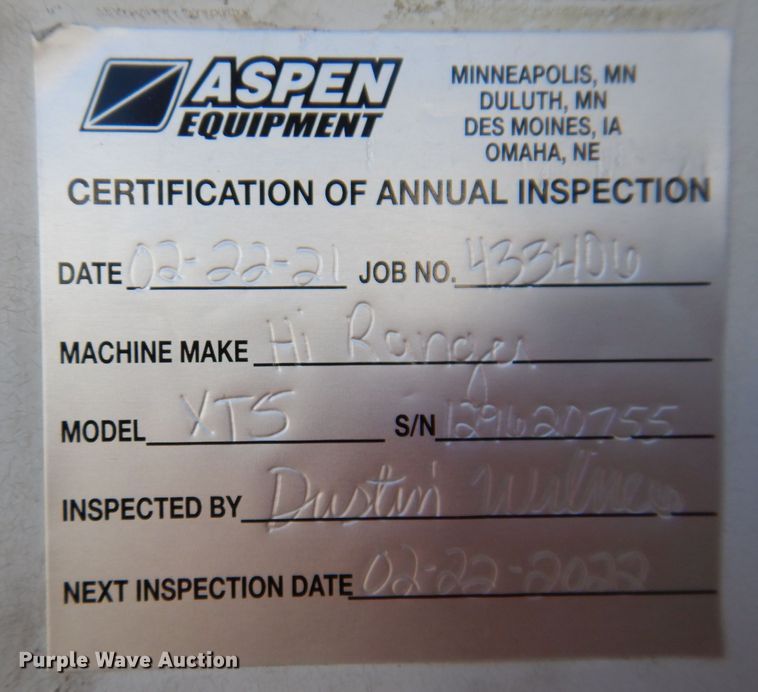 ASPEN
EQUIPMENT
MINNEAPOLIS, MN
DULUTH, MN
DES MOINES, IA
OMAHA, NE
CERTIFICATION OF ANNUAL INSPECTION
DATE 02-22-21 JOB NO. 433406
MACHINE MAKE Hi Ranger
MODEL XT5 S/N
INSPECTED BY Dustin
NEXT INSPECTION DATE 02-22-2022
Purple Wave Auction